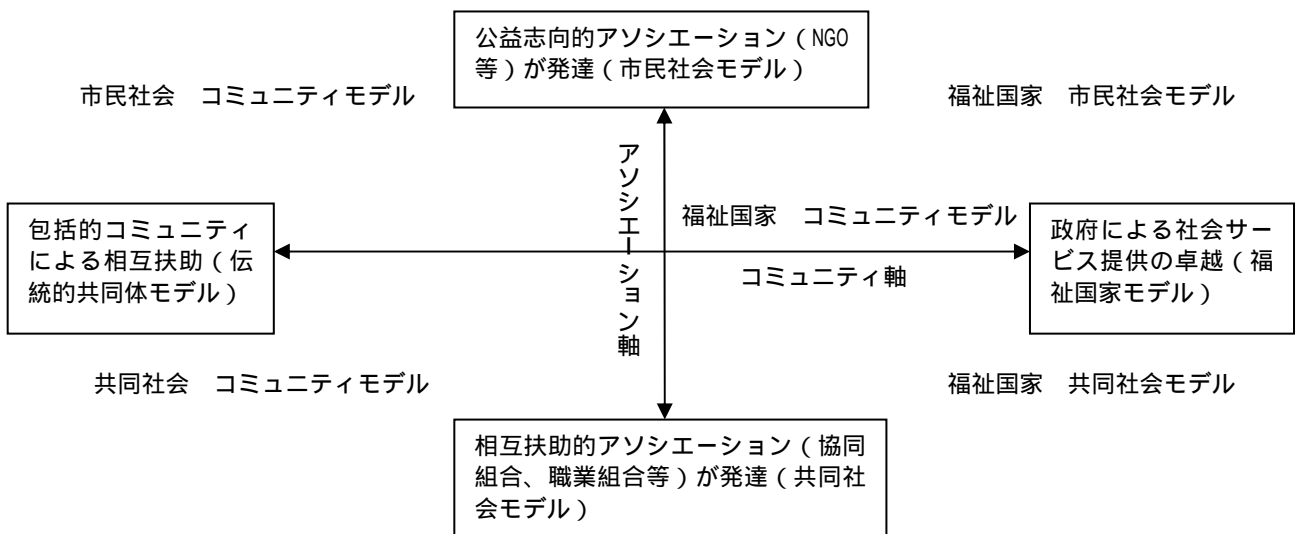 公益志向的アソシエーション(NGO
等)が発達(市民社会モデル)
市民社会 コミュニティモデル
福祉国家 市民社会モデル
アソシエーション軸
包括的コミュニティ
による相互扶助(伝
統的共同体モデル)
福祉国家 コミュニティモデル
コミュニティ軸
政府による社会サー
ビス提供の卓越(福
祉国家モデル)
共同社会 コミュニティモデル
福祉国家 共同社会モデル
相互扶助的アソシエーション(協同
組合、職業組合等)が発達(共同社
会モデル)